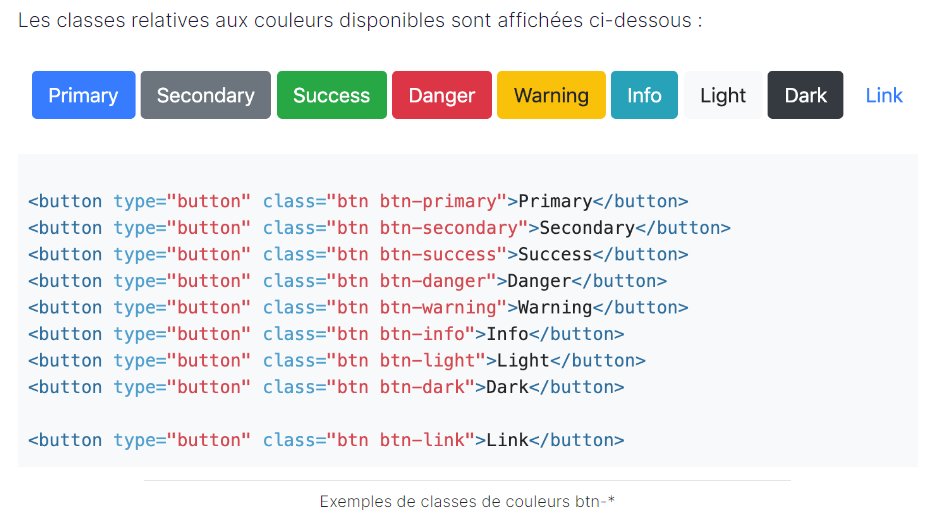 Les classes relatives aux couleurs disponibles sont affichées ci-dessous :
Primary Secondary Success Danger Warning Info Light Dark Link
<button type="button" class="btn btn-primary">Primary</button>
<button type="button" class="btn btn-secondary">Secondary</button>
<button type="button" class="btn btn-success">Success</button>
<button type="button" class="btn btn-danger">Danger</button>
<button type="button" class="btn btn-warning">Warning</button>
<button type="button" class="btn btn-info">Info</button>
<button type="button" class="btn btn-light">Light</button>
<button type="button" class="btn btn-dark">Dark</button>
<button type="button" class="btn btn-link">Link</button>
Exemples de classes de couleurs btn-*